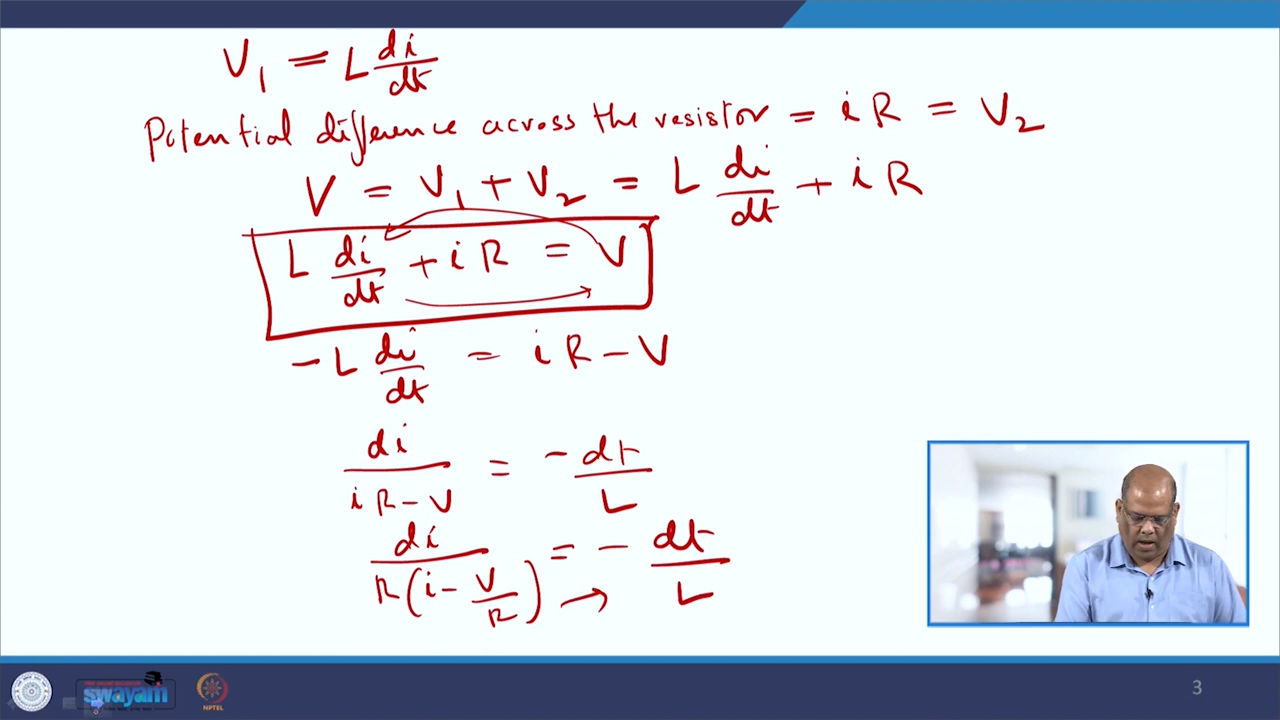 V₁ = L di/dt
Potential difference across the resistor = iR = V₂
V = V₁ + V₂ = L di/dt + iR
L di/dt + iR = V
-L di/dt = iR - V
di/(iR - V) = -dt/L
di/(R(i - V/R)) = - dt/L
→
3
swayam
NPTEL